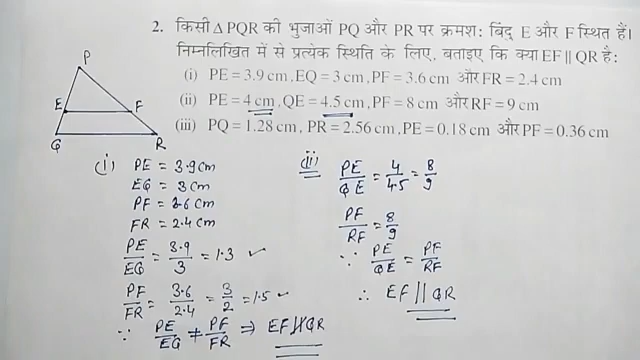 2. किसी △ PQR की भुजाओं PQ और PR पर क्रमश: बिंदु E और F स्थित हैं।
निम्नलिखित में से प्रत्येक स्थिति के लिए, बताइए कि क्या EF || QR है:
(i) PE = 3.9 cm, EQ = 3 cm, PF = 3.6 cm और FR = 2.4 cm
(ii) PE = 4 cm, QE = 4.5 cm, PF = 8 cm और RF = 9 cm
(iii) PQ = 1.28 cm, PR = 2.56 cm, PE = 0.18 cm और PF = 0.36 cm
P
E F
Q R
(i) PE = 3.9 cm
EQ = 3 cm
PF = 3.6 cm
FR = 2.4 cm
PE/EQ = 3.9/3 = 1.3 ✓
PF/FR = 3.6/2.4 = 3/2 = 1.5 ✓
∵ PE/EQ ≠ PF/FR ⇒ EF ∦ QR
(ii) PE/QE = 4/45 = 8/9
PF/RF = 8/9
∵ PE/QE = PF/RF
∴ EF || QR